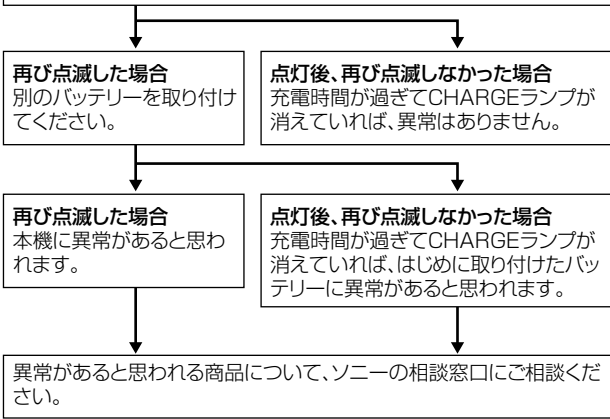 再び点滅した場合
別のバッテリーを取り付け
てください。
点灯後、再び点滅しなかった場合
充電時間が過ぎてCHARGEランプが
消えていれば、異常はありません。
再び点滅した場合
本機に異常があると思わ
れます。
点灯後、再び点滅しなかった場合
充電時間が過ぎてCHARGEランプが
消えていれば、はじめに取り付けたバッ
テリーに異常があると思われます。
異常があると思われる商品について、ソニーの相談窓口にご相談くだ
さい。